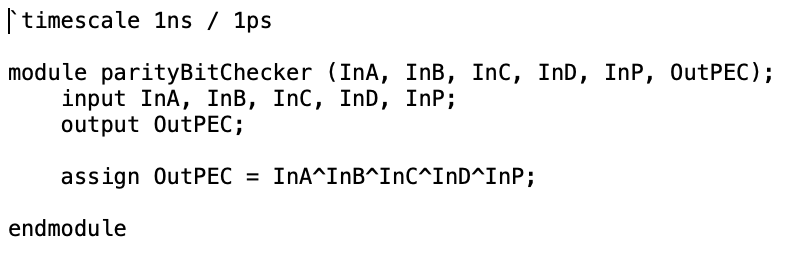 `timescale 1ns / 1ps
module parityBitChecker (InA, InB, InC, InD, InP, OutPEC);
input InA, InB, InC, InD, InP;
output OutPEC;
assign OutPEC = InA^InB^InC^InD^InP;
endmodule